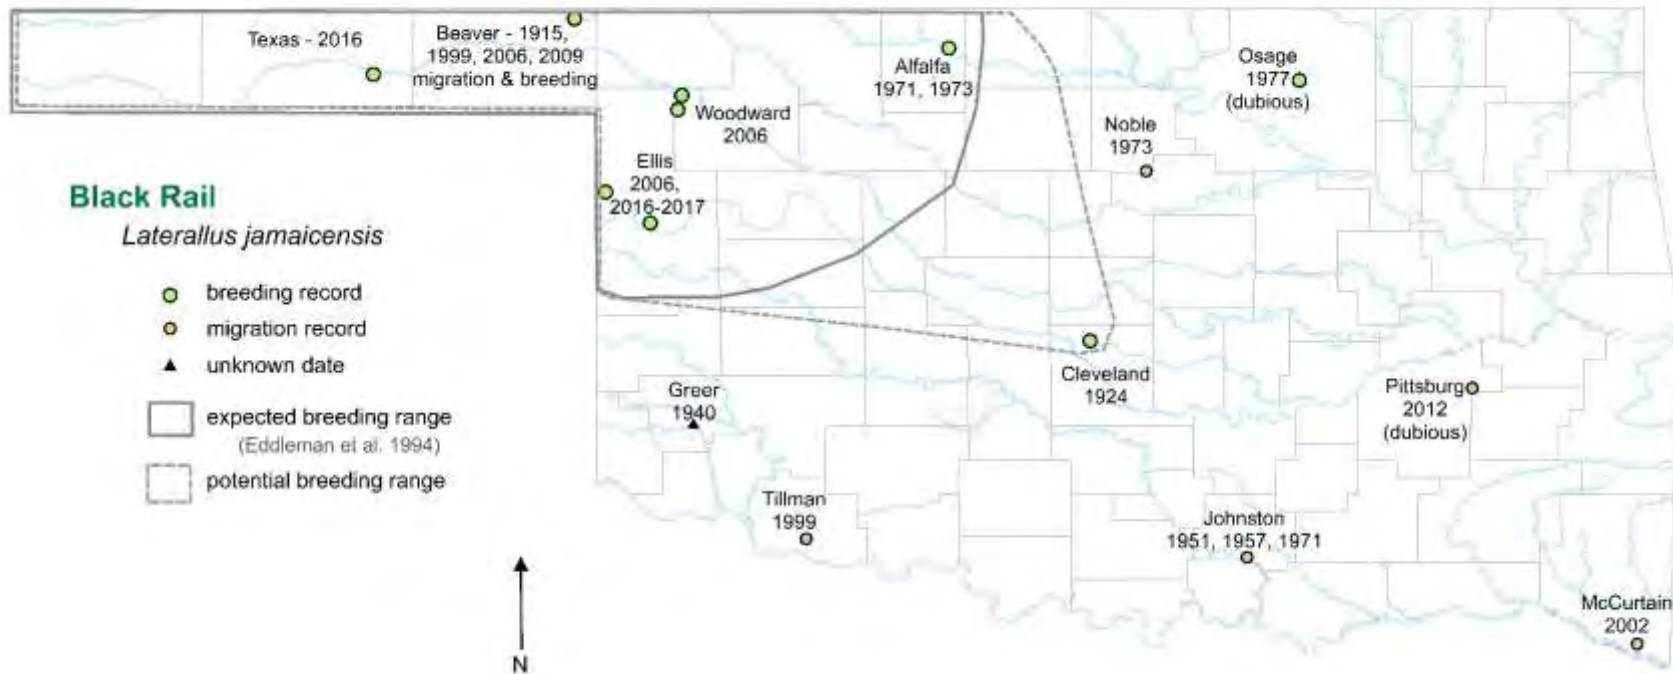 Texas - 2016
Beaver - 1915,
1999, 2006, 2009
migration & breeding
Alfalfa
1971, 1973
Osage
1977
(dubious)
Woodward
2006
Noble
1973
Ellis
2006,
2016-2017
Black Rail
Laterallus jamaicensis
breeding record
migration record
unknown date
expected breeding range
(Eddleman et al. 1994)
potential breeding range
Greer
1940
Cleveland
1924
Pittsburg
2012
(dubious)
Tillman
1999
Johnston
1951, 1957, 1971
McCurtain
2002
N